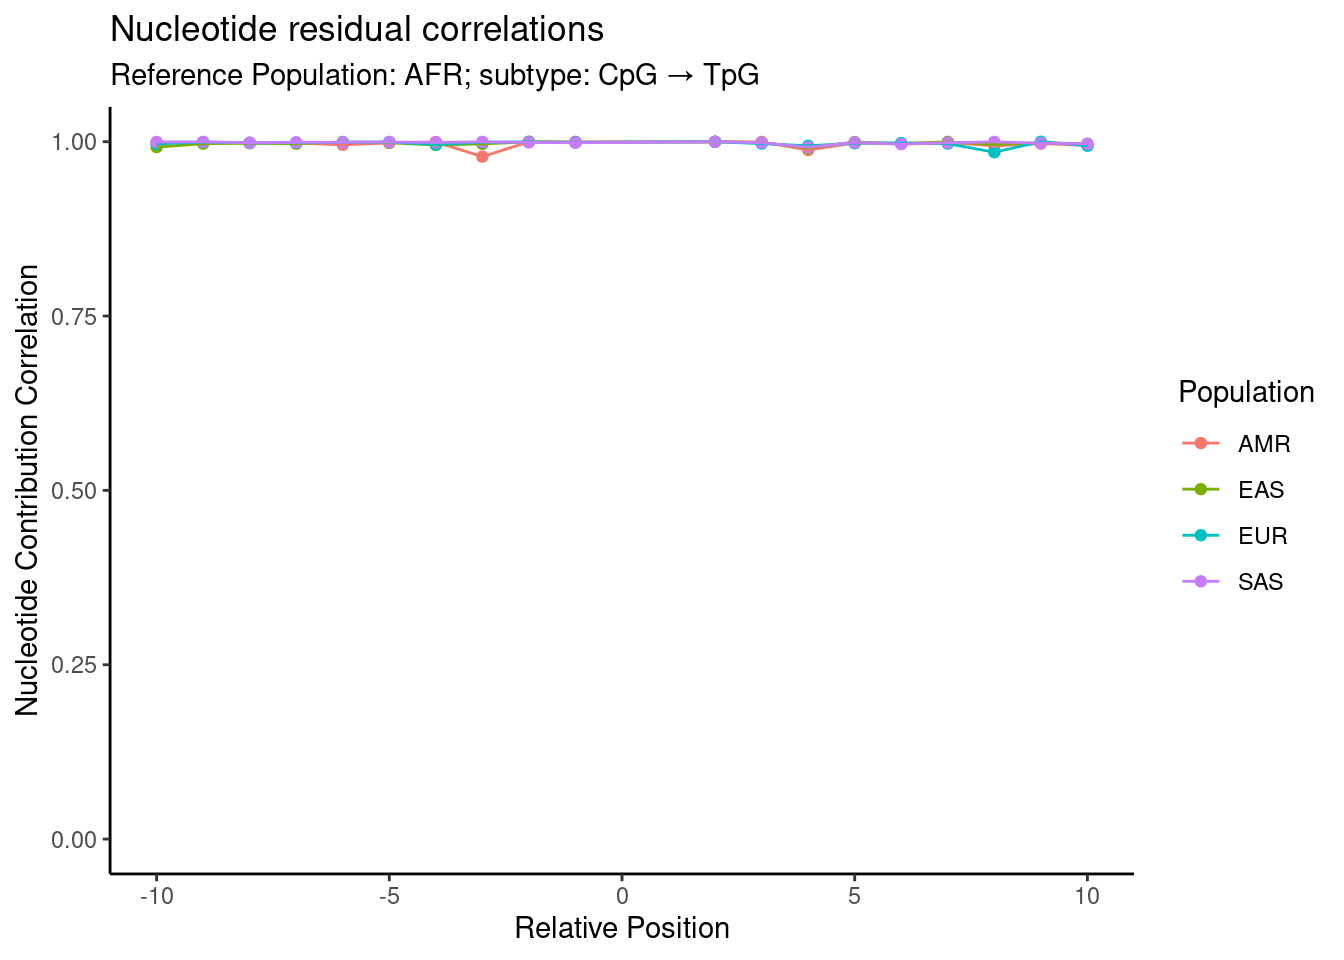 Nucleotide residual correlations
Reference Population: AFR; subtype: CpG → TpG
Nucleotide Contribution Correlation
1.00
0.75
0.50
0.25
0.00
-10
-5
0
5
10
Relative Position
Population
AMR
EAS
EUR
SAS